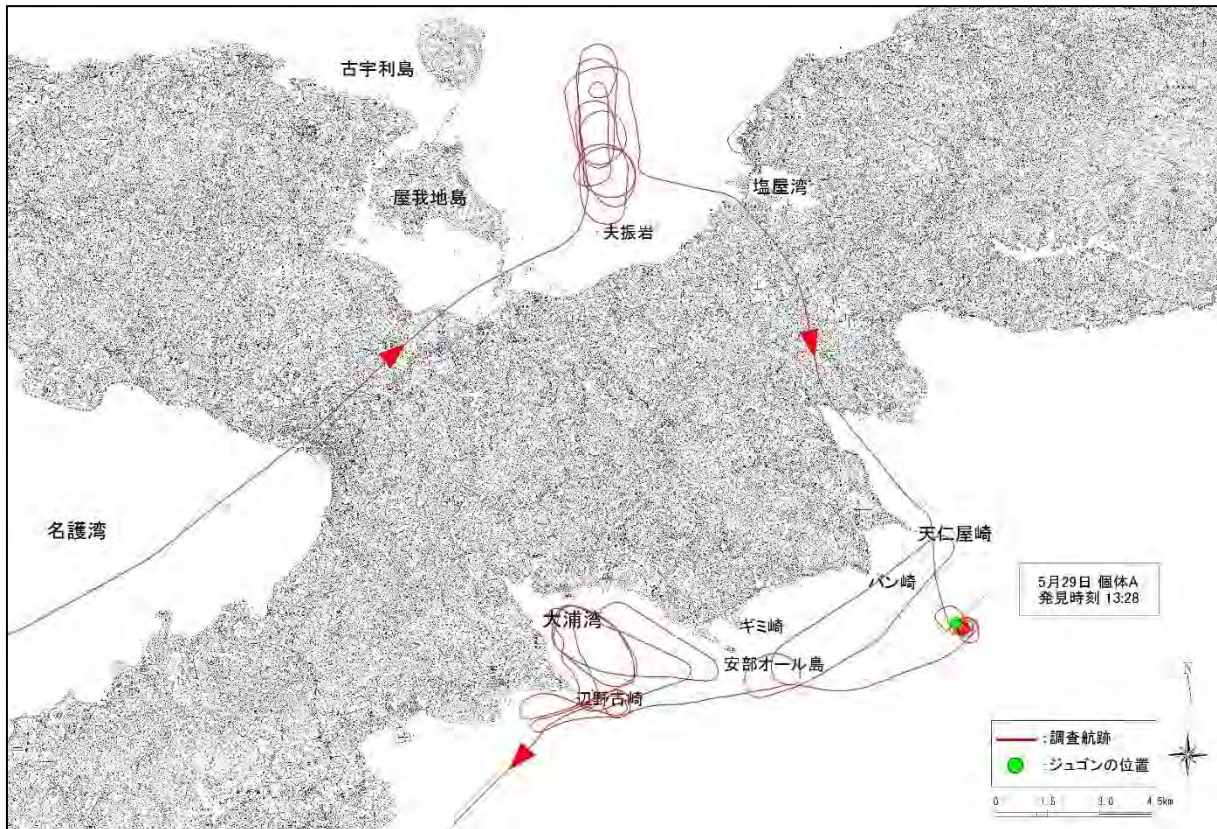 古宇利島
屋我地島
塩屋湾
夫振岩
名護湾
天仁屋崎
バン崎
5月29日 個体A
発見時刻 13:28
大浦湾
ギミ崎
安部オール島
辺野古崎
N
:調査航跡
:ジュゴンの位置
0 1.5 3.0 4.5km